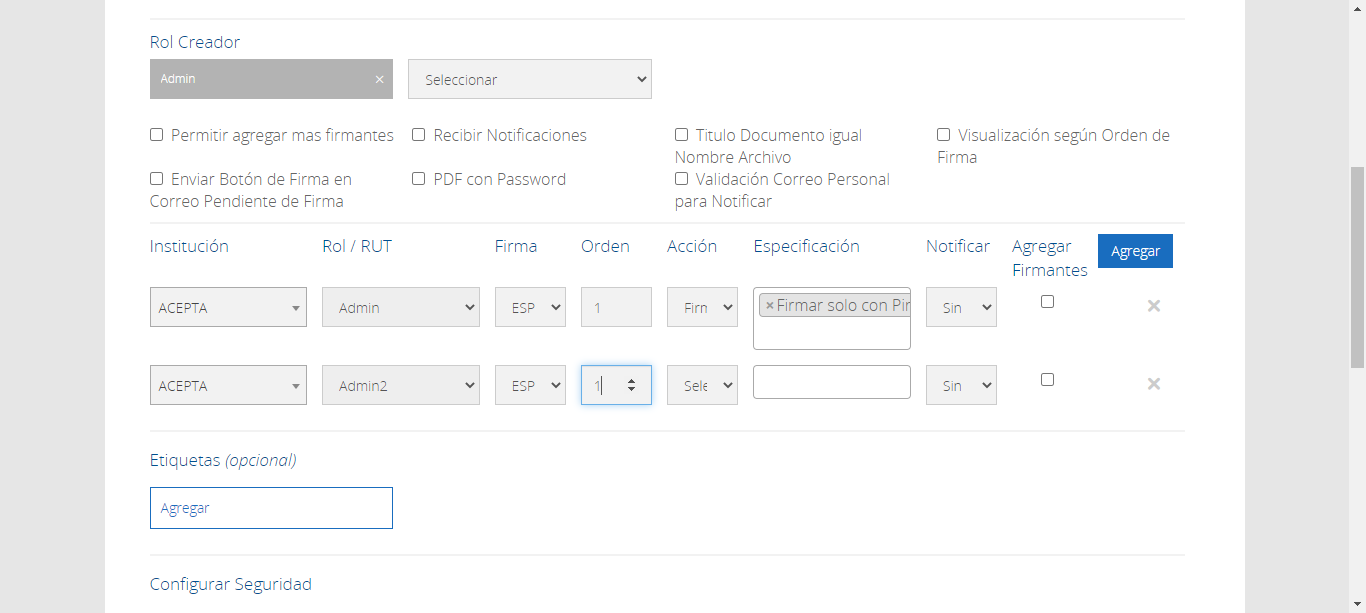 Rol Creador
Admin ×
Seleccionar
Permitir agregar mas firmantes
Recibir Notificaciones
Titulo Documento igual
Nombre Archivo
Visualización según Orden de
Firma
Enviar Botón de Firma en
Correo Pendiente de Firma
PDF con Password
Validación Correo Personal
para Notificar
Institución Rol / RUT Firma Orden Acción Especificación Notificar Agregar
Firmantes
Agregar
ACEPTA Admin ESP 1 Firn ×Firmar solo con Pin Sin ×
ACEPTA Admin2 ESP 1 Sele Sin ×
Etiquetas (opcional)
Agregar
Configurar Seguridad